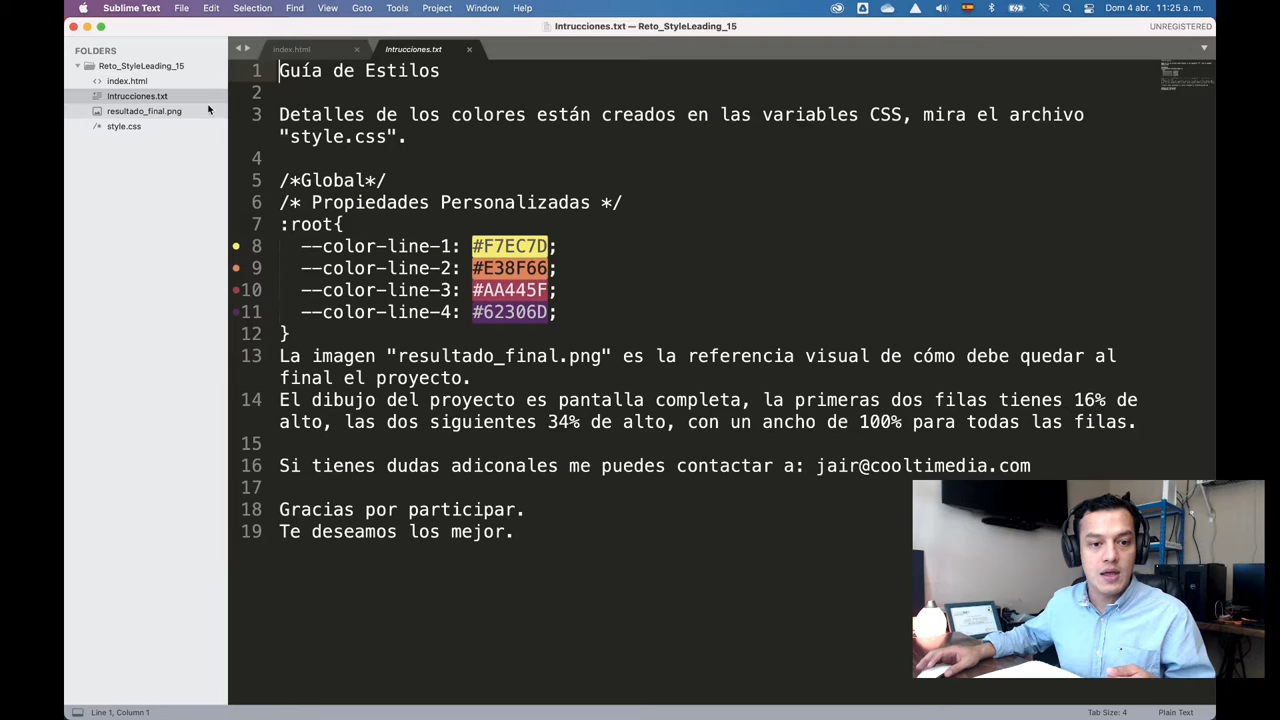 Sublime Text File Edit Selection Find View Goto Tools Project Window Help Dom 4 abr. 11:25 a. m.
Intrucciones.txt — Reto_StyleLeading_15 UNREGISTERED
FOLDERS
Reto_StyleLeading_15
index.html
Intrucciones.txt
resultado_final.png
style.css
index.html Intrucciones.txt
1 Guía de Estilos
2
3 Detalles de los colores están creados en las variables CSS, mira el archivo
"style.css".
4
5 /*Global*/
6 /* Propiedades Personalizadas */
7 :root{
8 --color-line-1: #F7EC7D;
9 --color-line-2: #E38F66;
10 --color-line-3: #AA445F;
11 --color-line-4: #62306D;
12 }
13 La imagen "resultado_final.png" es la referencia visual de cómo debe quedar al
final el proyecto.
14 El dibujo del proyecto es pantalla completa, la primeras dos filas tienes 16% de
alto, las dos siguientes 34% de alto, con un ancho de 100% para todas las filas.
15
16 Si tienes dudas adiconales me puedes contactar a: jair@cooltimedia.com
17
18 Gracias por participar.
19 Te deseamos los mejor.
Line 1, Column 1 Tab Size: 4 Plain Text